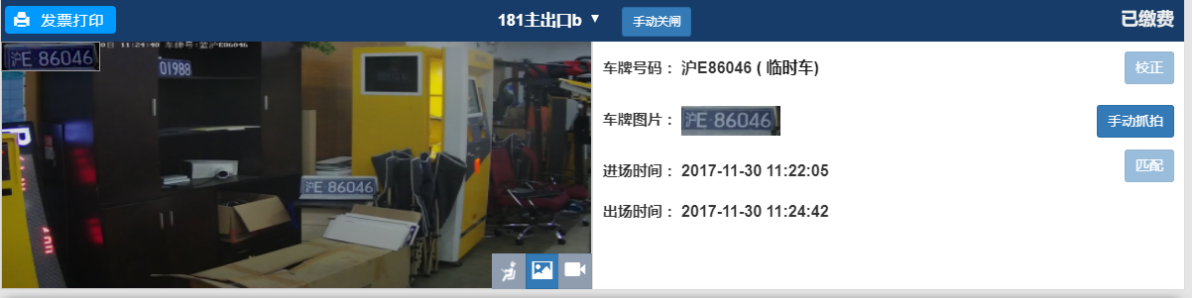 发票打印
181主出口b ▼
手动关闸
已缴费
沪E 86046
01988
沪E 86046
车牌号码： 沪E86046 ( 临时车)
校正
车牌图片： 沪E 86046
手动抓拍
进场时间： 2017-11-30 11:22:05
匹配
出场时间： 2017-11-30 11:24:42